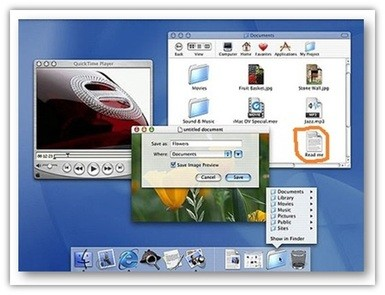 QuickTime Player
Documents
Back
View
Computer
Home
Favorites
Applications
My Project
Movies
Fruit Basket.jpg
Stone Wall.jpg
Sound & Music
iMac DV Special.mov
Jazz.mp3
Read me
untitled document
Save as:
Flowers
Where:
Documents
Save Image Preview
Cancel
Save
Documents
Library
Movies
Music
Pictures
Public
Sites
Show in Finder